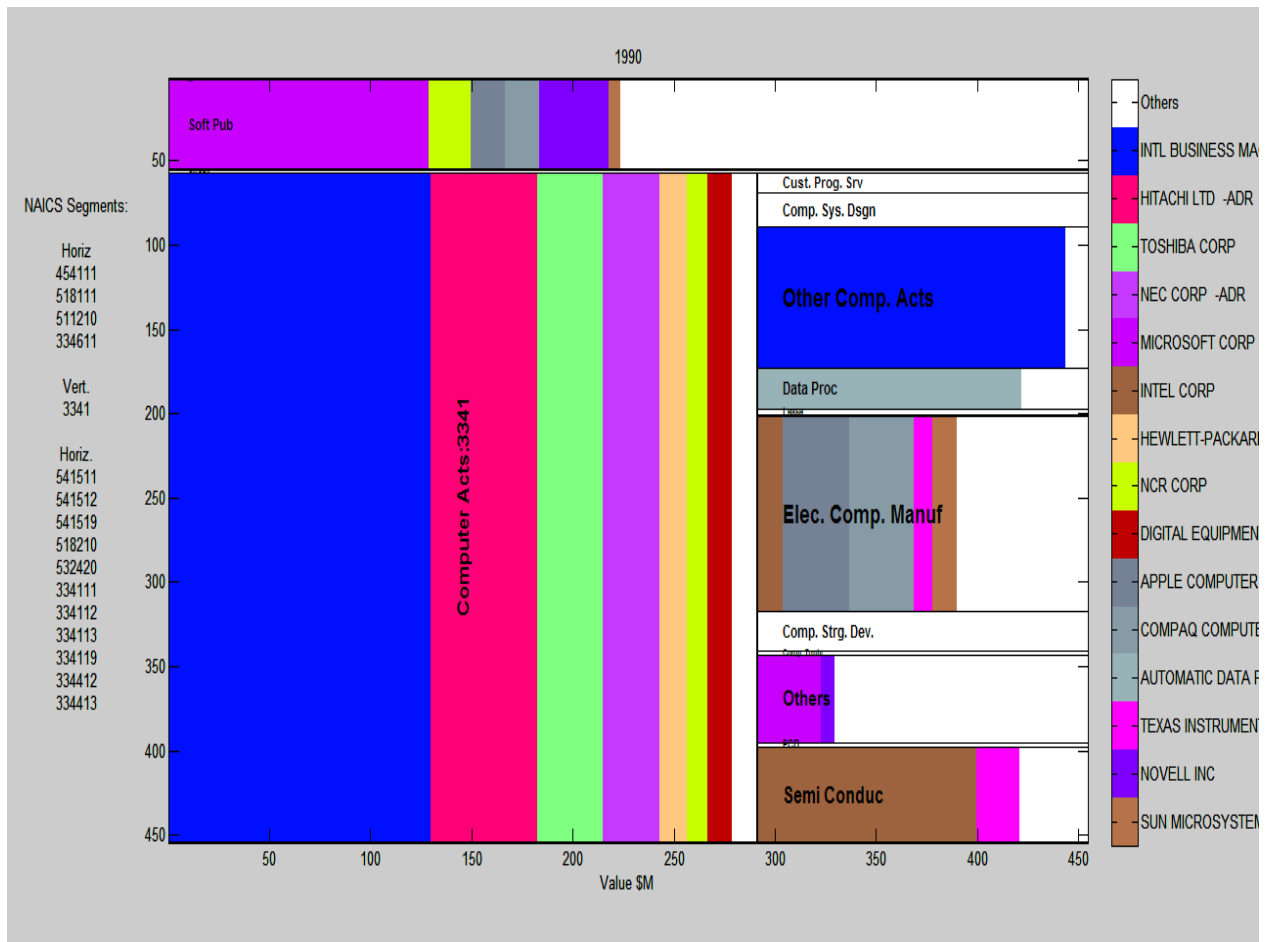 1990
Soft Pub
50
100
150
200
250
300
350
400
450
NAICS Segments:
Horiz
454111
518111
511210
334611
Vert.
3341
Horiz.
541511
541512
541519
518210
532420
334111
334112
334113
334119
334412
334413
Computer Acts:3341
Cust. Prog. Srv
Comp. Sys. Dsgn
Other Comp. Acts
Data Proc
Elec. Comp. Manuf
Comp. Strg. Dev.
Others
Semi Conduc
50
100
150
200
250
300
350
400
450
Value $M
Others
INTL BUSINESS MA
HITACHI LTD -ADR
TOSHIBA CORP
NEC CORP -ADR
MICROSOFT CORP
INTEL CORP
HEWLETT-PACKARI
NCR CORP
DIGITAL EQUIPMEN
APPLE COMPUTER
COMPAQ COMPUTE
AUTOMATIC DATA F
TEXAS INSTRUMEN
NOVELL INC
SUN MICROSYSTEM